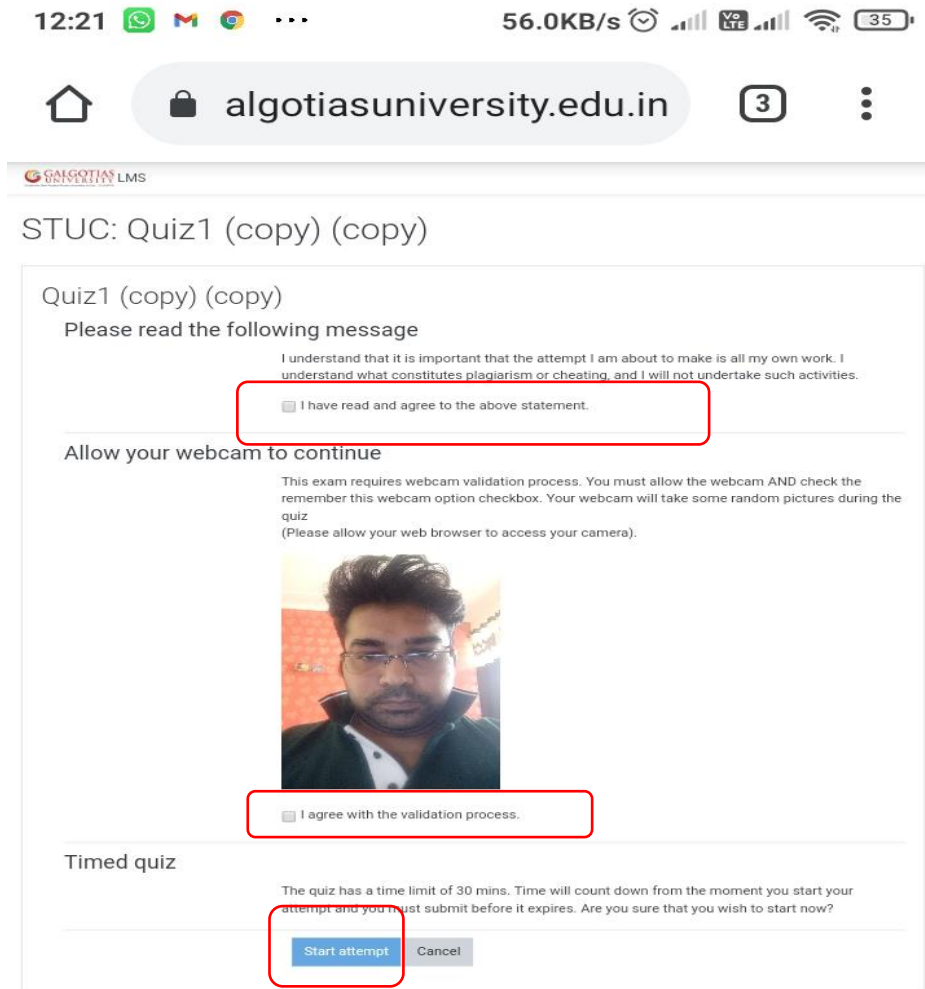 12:21 ... 56.0KB/s Vo LTE 35
algotiasuniversity.edu.in 3
GALGOTIAS UNIVERSITY LMS
STUC: Quiz1 (copy) (copy)
Quiz1 (copy) (copy)
Please read the following message
I understand that it is important that the attempt I am about to make is all my own work. I
understand what constitutes plagiarism or cheating, and I will not undertake such activities.
I have read and agree to the above statement.
Allow your webcam to continue
This exam requires webcam validation process. You must allow the webcam AND check the
remember this webcam option checkbox. Your webcam will take some random pictures during the
quiz
(Please allow your web browser to access your camera).
I agree with the validation process.
Timed quiz
The quiz has a time limit of 30 mins. Time will count down from the moment you start your
attempt and you must submit before it expires. Are you sure that you wish to start now?
Start attempt Cancel